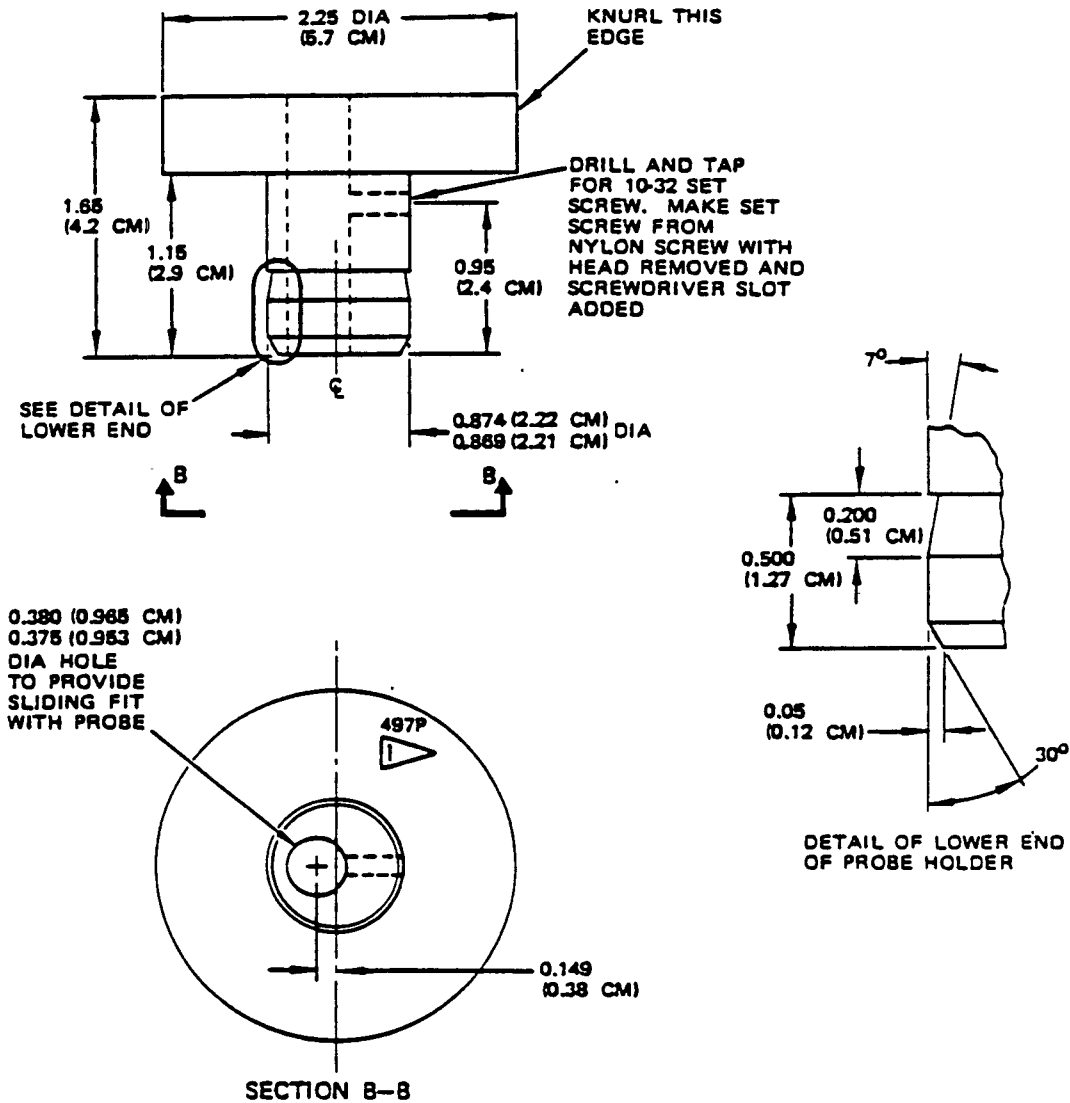 2.25 DIA
(5.7 CM)
KNURL THIS
EDGE
DRILL AND TAP
FOR 10-32 SET
SCREW. MAKE SET
SCREW FROM
NYLON SCREW WITH
HEAD REMOVED AND
SCREWDRIVER SLOT
ADDED
1.65
(4.2 CM)
1.15
(2.9 CM)
0.95
(2.4 CM)
SEE DETAIL OF
LOWER END
℄
0.874 (2.22 CM)
0.869 (2.21 CM) DIA
B
B
7°
0.200
(0.51 CM)
0.500
(1.27 CM)
0.05
(0.12 CM)
30°
DETAIL OF LOWER END
OF PROBE HOLDER
0.380 (0.965 CM)
0.375 (0.953 CM)
DIA HOLE
TO PROVIDE
SLIDING FIT
WITH PROBE
497P
1
0.149
(0.38 CM)
SECTION B-B